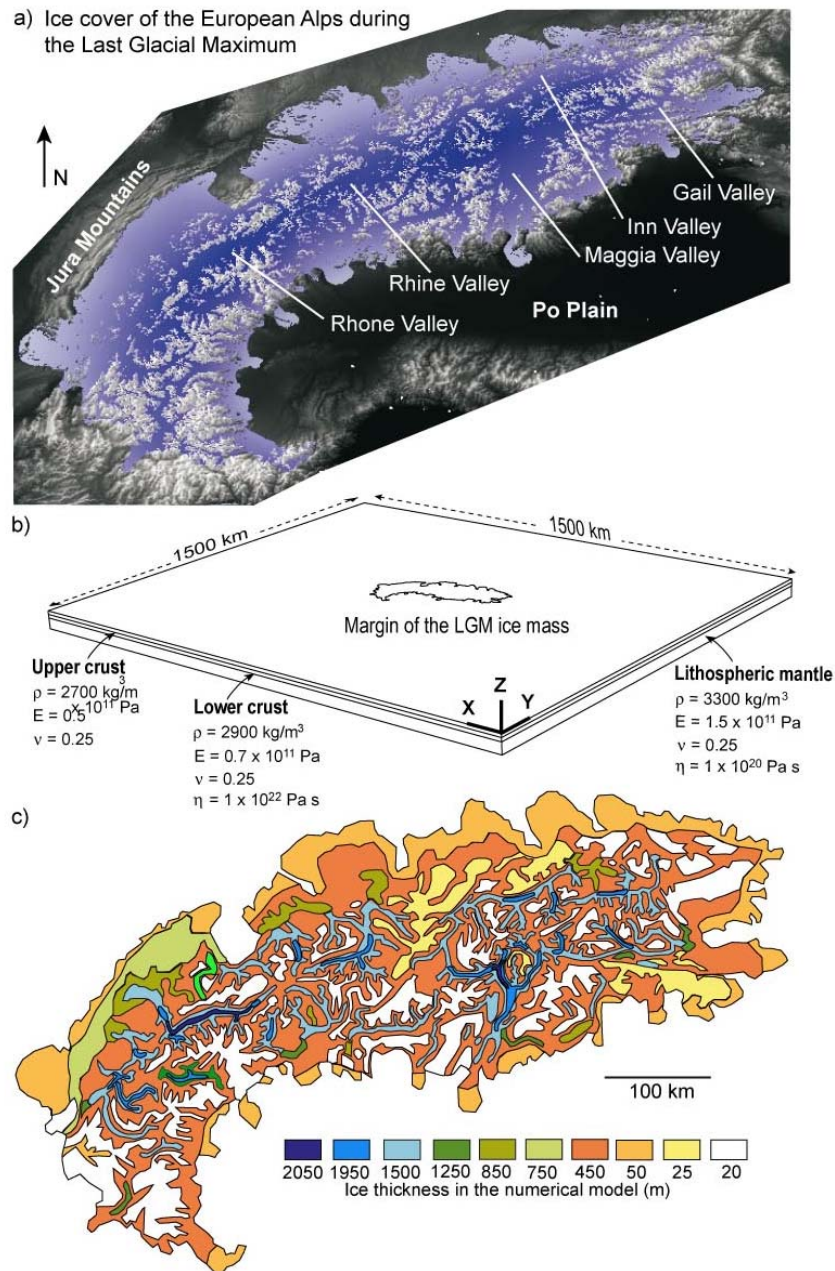 a) Ice cover of the European Alps during
the Last Glacial Maximum
N
Jura Mountains
Gail Valley
Inn Valley
Maggia Valley
Rhine Valley
Po Plain
Rhone Valley
b)
1500 km
1500 km
Margin of the LGM ice mass
Upper crust
ρ = 2700 kg/m³
E = 0.5 x 10¹¹ Pa
ν = 0.25
Lower crust
ρ = 2900 kg/m³
E = 0.7 x 10¹¹ Pa
ν = 0.25
η = 1 x 10²² Pa s
X
Z
Y
Lithospheric mantle
ρ = 3300 kg/m³
E = 1.5 x 10¹¹ Pa
ν = 0.25
η = 1 x 10²⁰ Pa s
c)
100 km
2050 1950 1500 1250 850 750 450 50 25 20
Ice thickness in the numerical model (m)